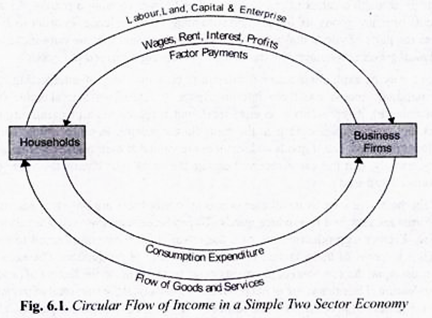 Labour, Land, Capital & Enterprise
Wages, Rent, Interest, Profits
Factor Payments
Households
Business
Firms
Consumption Expenditure
Flow of Goods and Services
Fig. 6.1. Circular Flow of Income in a Simple Two Sector Economy